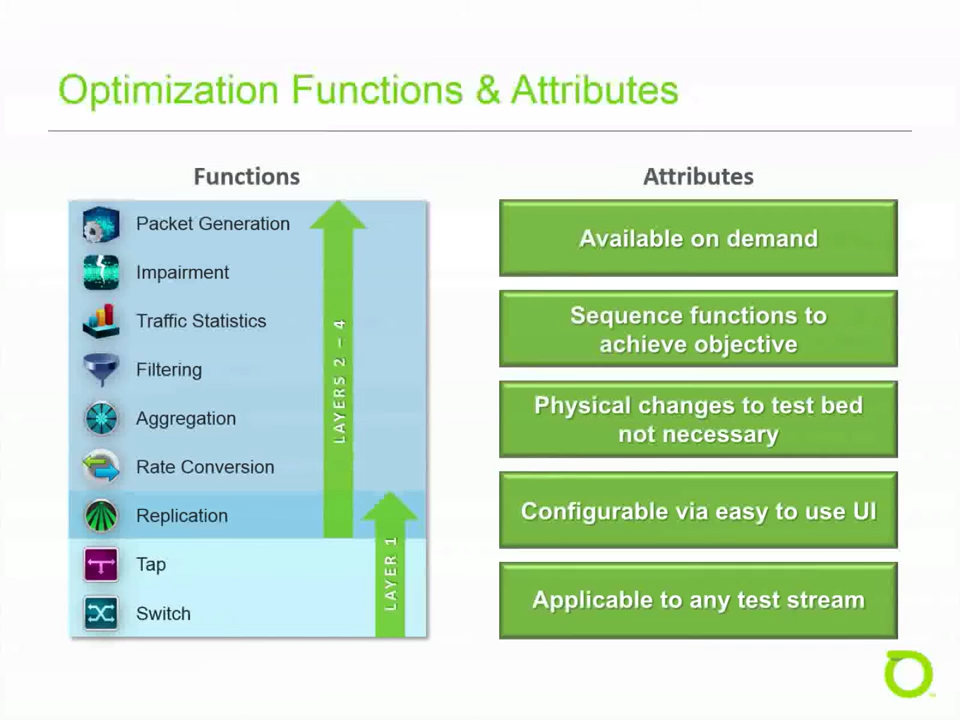 Optimization Functions & Attributes
Functions
Packet Generation
Impairment
Traffic Statistics
Filtering
Aggregation
Rate Conversion
Replication
Tap
Switch
LAYERS 2 – 4
LAYER 1
Attributes
Available on demand
Sequence functions to
achieve objective
Physical changes to test bed
not necessary
Configurable via easy to use UI
Applicable to any test stream